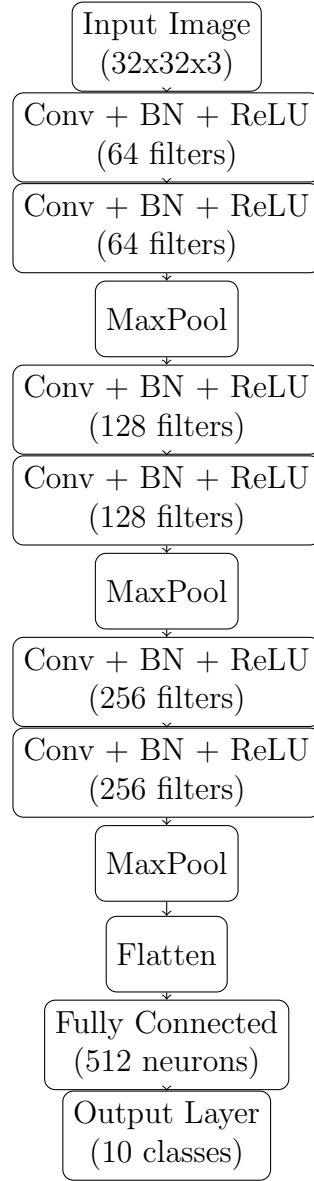 Input Image
(32x32x3)
Conv + BN + ReLU
(64 filters)
Conv + BN + ReLU
(64 filters)
MaxPool
Conv + BN + ReLU
(128 filters)
Conv + BN + ReLU
(128 filters)
MaxPool
Conv + BN + ReLU
(256 filters)
Conv + BN + ReLU
(256 filters)
MaxPool
Flatten
Fully Connected
(512 neurons)
Output Layer
(10 classes)